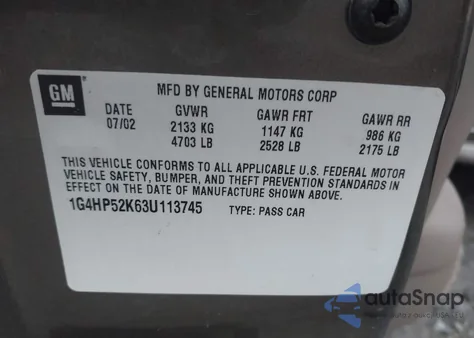 GM
MFD BY GENERAL MOTORS CORP
DATE GVWR GAWR FRT GAWR RR
07/02 2133 KG 1147 KG 986 KG
4703 LB 2528 LB 2175 LB
THIS VEHICLE CONFORMS TO ALL APPLICABLE U.S. FEDERAL MOTOR
VEHICLE SAFETY, BUMPER, AND THEFT PREVENTION STANDARDS IN
EFFECT ON THE DATE OF MANUFACTURE SHOWN ABOVE.
1G4HP52K63U113745 TYPE: PASS CAR
autaSnap